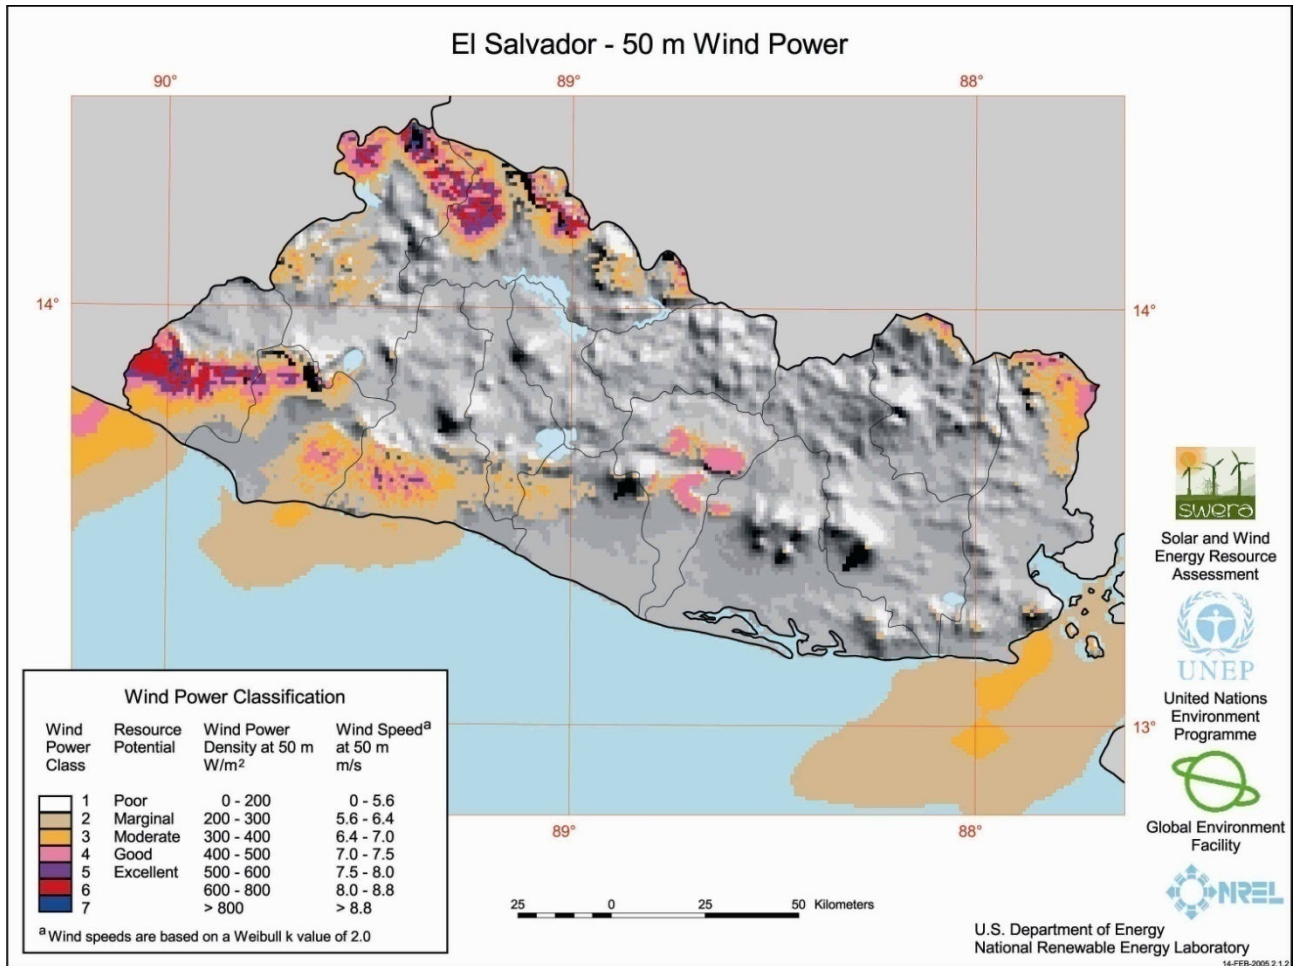 El Salvador - 50 m Wind Power
90°
89°
88°
14°
14°
13°
89°
88°
Wind Power Classification
Wind Power Class
Resource Potential
Wind Power Density at 50 m W/m²
Wind Speedᵃ at 50 m m/s
1 Poor 0 - 200 0 - 5.6
2 Marginal 200 - 300 5.6 - 6.4
3 Moderate 300 - 400 6.4 - 7.0
4 Good 400 - 500 7.0 - 7.5
5 Excellent 500 - 600 7.5 - 8.0
6 600 - 800 8.0 - 8.8
7 > 800 > 8.8
ᵃ Wind speeds are based on a Weibull k value of 2.0
25 0 25 50 Kilometers
swera
Solar and Wind
Energy Resource
Assessment
UNEP
United Nations
Environment
Programme
Global Environment
Facility
NREL
U.S. Department of Energy
National Renewable Energy Laboratory
14-FEB-2005 2.1.2